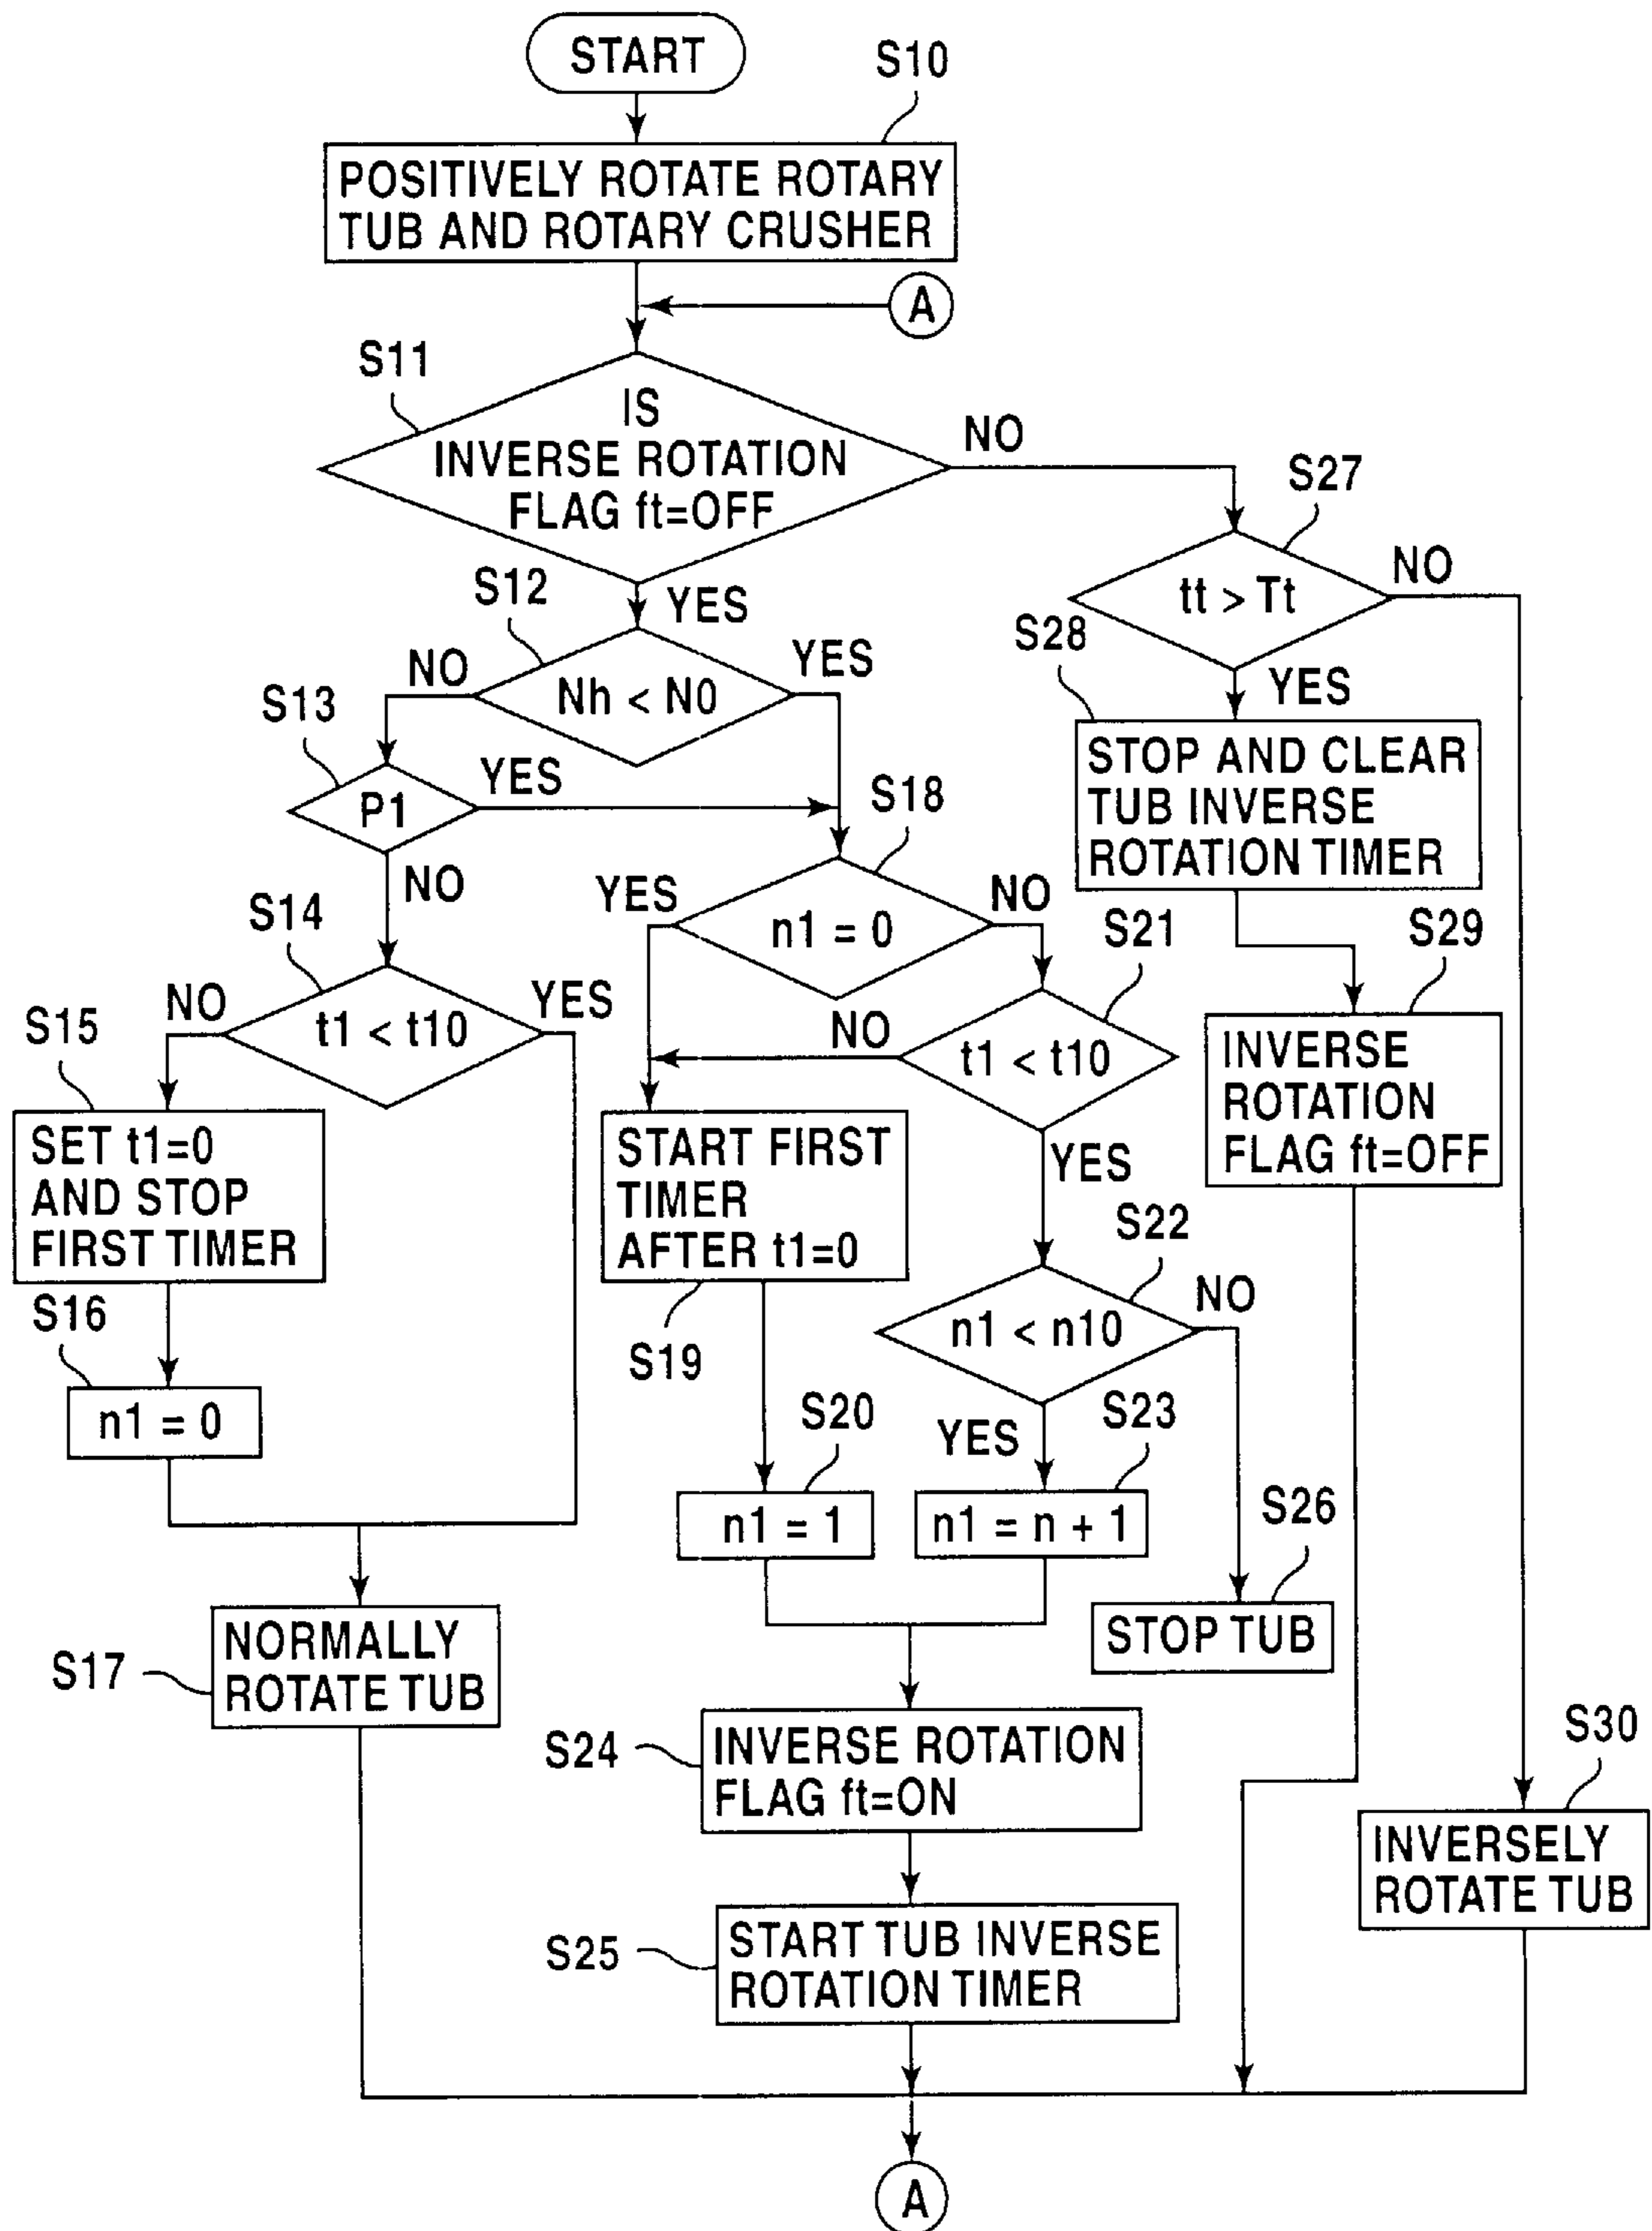 START
S10
POSITIVELY ROTATE ROTARY
TUB AND ROTARY CRUSHER
A
S11
IS
INVERSE ROTATION
FLAG ft=OFF
NO
YES
S27
tt > Tt
NO
YES
S12
Nh < N0
NO
YES
S28
STOP AND CLEAR
TUB INVERSE
ROTATION TIMER
S13
P1
YES
NO
S18
n1 = 0
YES
NO
S14
t1 < t10
NO
YES
S21
t1 < t10
NO
YES
S29
INVERSE
ROTATION
FLAG ft=OFF
S15
SET t1=0
AND STOP
FIRST TIMER
START FIRST
TIMER
AFTER t1=0
S19
S22
n1 < n10
NO
YES
S16
n1 = 0
S20
n1 = 1
S23
n1 = n + 1
S26
STOP TUB
S17
NORMALLY
ROTATE TUB
S24
INVERSE ROTATION
FLAG ft=ON
S30
INVERSELY
ROTATE TUB
S25
START TUB INVERSE
ROTATION TIMER
A